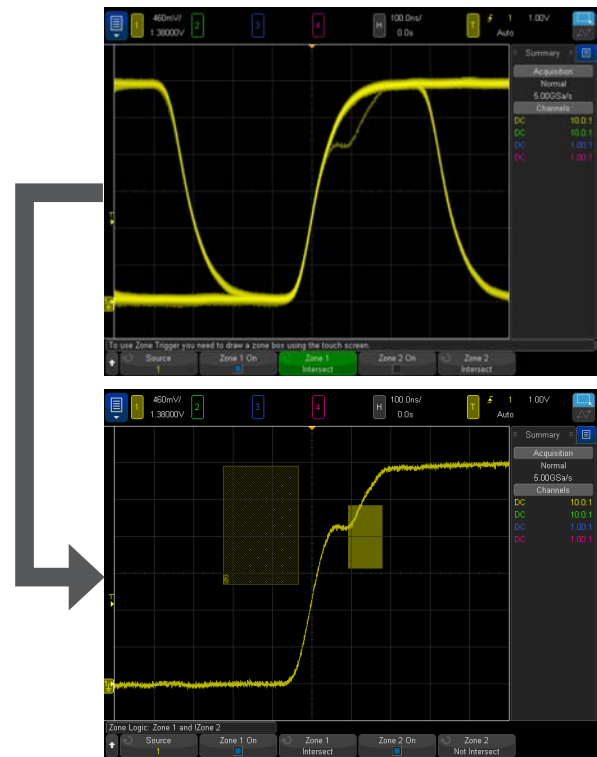 1 460mV/ 2 3 4 H 100.0ns/ T 1 1.00V
1.38000V 0.0s Auto
Summary
Acquisition
Normal
5.00GSa/s
Channels
DC 10.0:1
DC 10.0:1
DC 1.00:1
DC 1.00:1
T
To use Zone Trigger you need to draw a zone box using the touch screen.
Source Zone 1 On Zone 1 Zone 2 On Zone 2
1 Intersect Intersect
1 460mV/ 2 3 4 H 100.0ns/ T 1 1.00V
1.38000V 0.0s Auto
Summary
Acquisition
Normal
5.00GSa/s
Channels
DC 10.0:1
DC 10.0:1
DC 1.00:1
DC 1.00:1
T
Zone Logic: Zone 1 and !Zone 2
Source Zone 1 On Zone 1 Zone 2 On Zone 2
1 Intersect Not Intersect